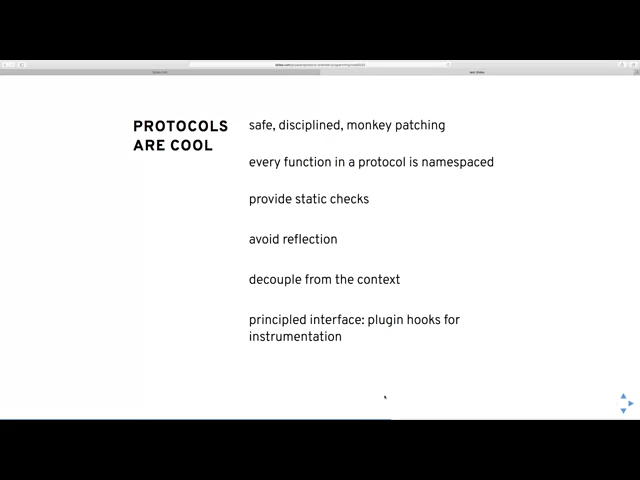 PROTOCOLS
ARE COOL
safe, disciplined, monkey patching
every function in a protocol is namespaced
provide static checks
avoid reflection
decouple from the context
principled interface: plugin hooks for
instrumentation